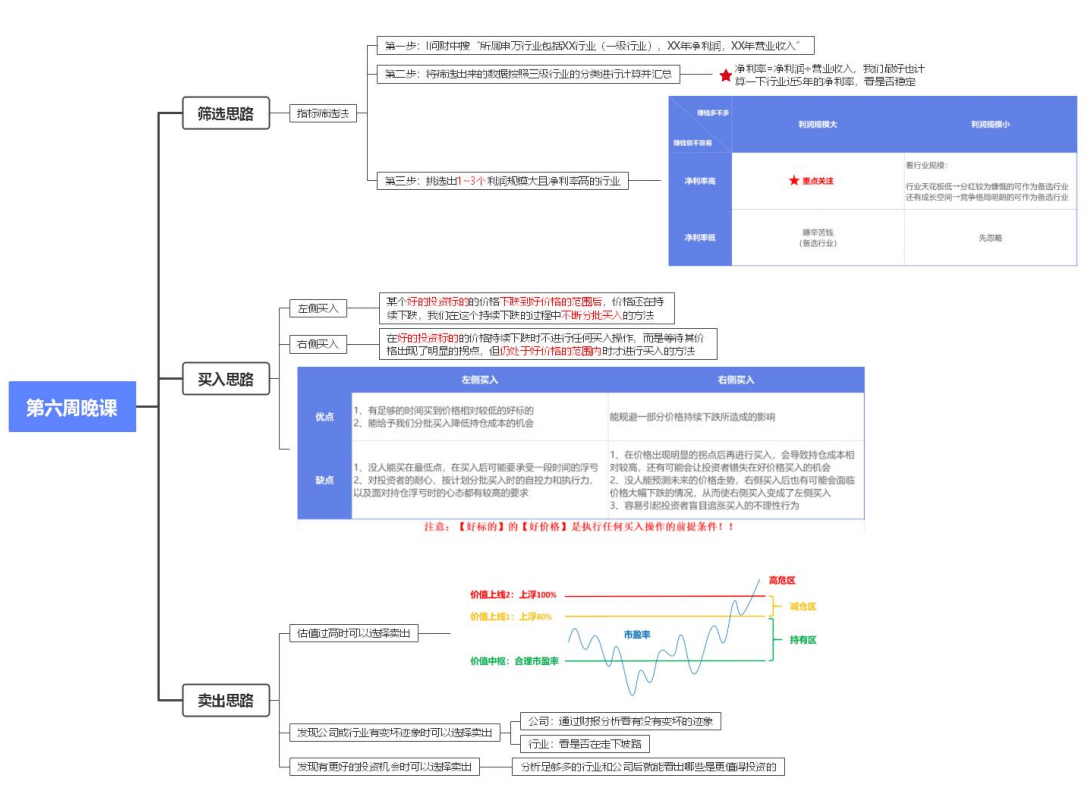 第六周晚课
筛选思路
指标筛选法
第一步：i问财中搜“所属申万行业包括XX行业（一级行业），XX年净利润，XX年营业收入”
第二步：将筛选出来的数据按照三级行业的分类进行计算并汇总
净利率=净利润÷营业收入，我们最好也计
算一下行业近5年的净利率，看是否稳定
第三步：挑选出1~3个利润规模大且净利率高的行业
赚钱多不多
赚钱容不容易
利润规模大
利润规模小
净利率高
重点关注
看行业规模：
行业天花板低→分红较为慷慨的可作为备选行业
还有成长空间→竞争格局明朗的可作为备选行业
净利率低
赚辛苦钱
（备选行业）
先忽略
买入思路
左侧买入
某个好的投资标的的价格下跌到好价格的范围后，价格还在持
续下跌，我们在这个持续下跌的过程中不断分批买入的方法
右侧买入
在好的投资标的的价格持续下跌时不进行任何买入操作，而是等待其价
格出现了明显的拐点，但仍处于好价格的范围内时才进行买入的方法
左侧买入
右侧买入
优点
1、有足够的时间买到价格相对较低的好标的
2、能给予我们分批买入降低持仓成本的机会
能规避一部分价格持续下跌所造成的影响
缺点
1、没人能买在最低点，在买入后可能要承受一段时间的浮亏
2、对投资者的耐心、按计划分批买入时的自控力和执行力、
以及面对持仓浮亏时的心态都有较高的要求
1、在价格出现明显的拐点后再进行买入，会导致持仓成本相
对较高，还有可能会让投资者错失在好价格买入的机会
2、没人能预测未来的价格走势，右侧买入后也有可能会面临
价格大幅下跌的情况，从而使右侧买入变成了左侧买入
3、容易引起投资者盲目追涨买入的不理性行为
注意：【好标的】的【好价格】是执行任何买入操作的前提条件！！
卖出思路
估值过高时可以选择卖出
价值上线2：上浮100%
价值上线1：上浮80%
价值中枢：合理市盈率
市盈率
高危区
减仓区
持有区
发现公司或行业有变坏迹象时可以选择卖出
公司：通过财报分析看有没有变坏的迹象
行业：看是否在走下坡路
发现有更好的投资机会时可以选择卖出
分析足够多的行业和公司后就能看出哪些是更值得投资的